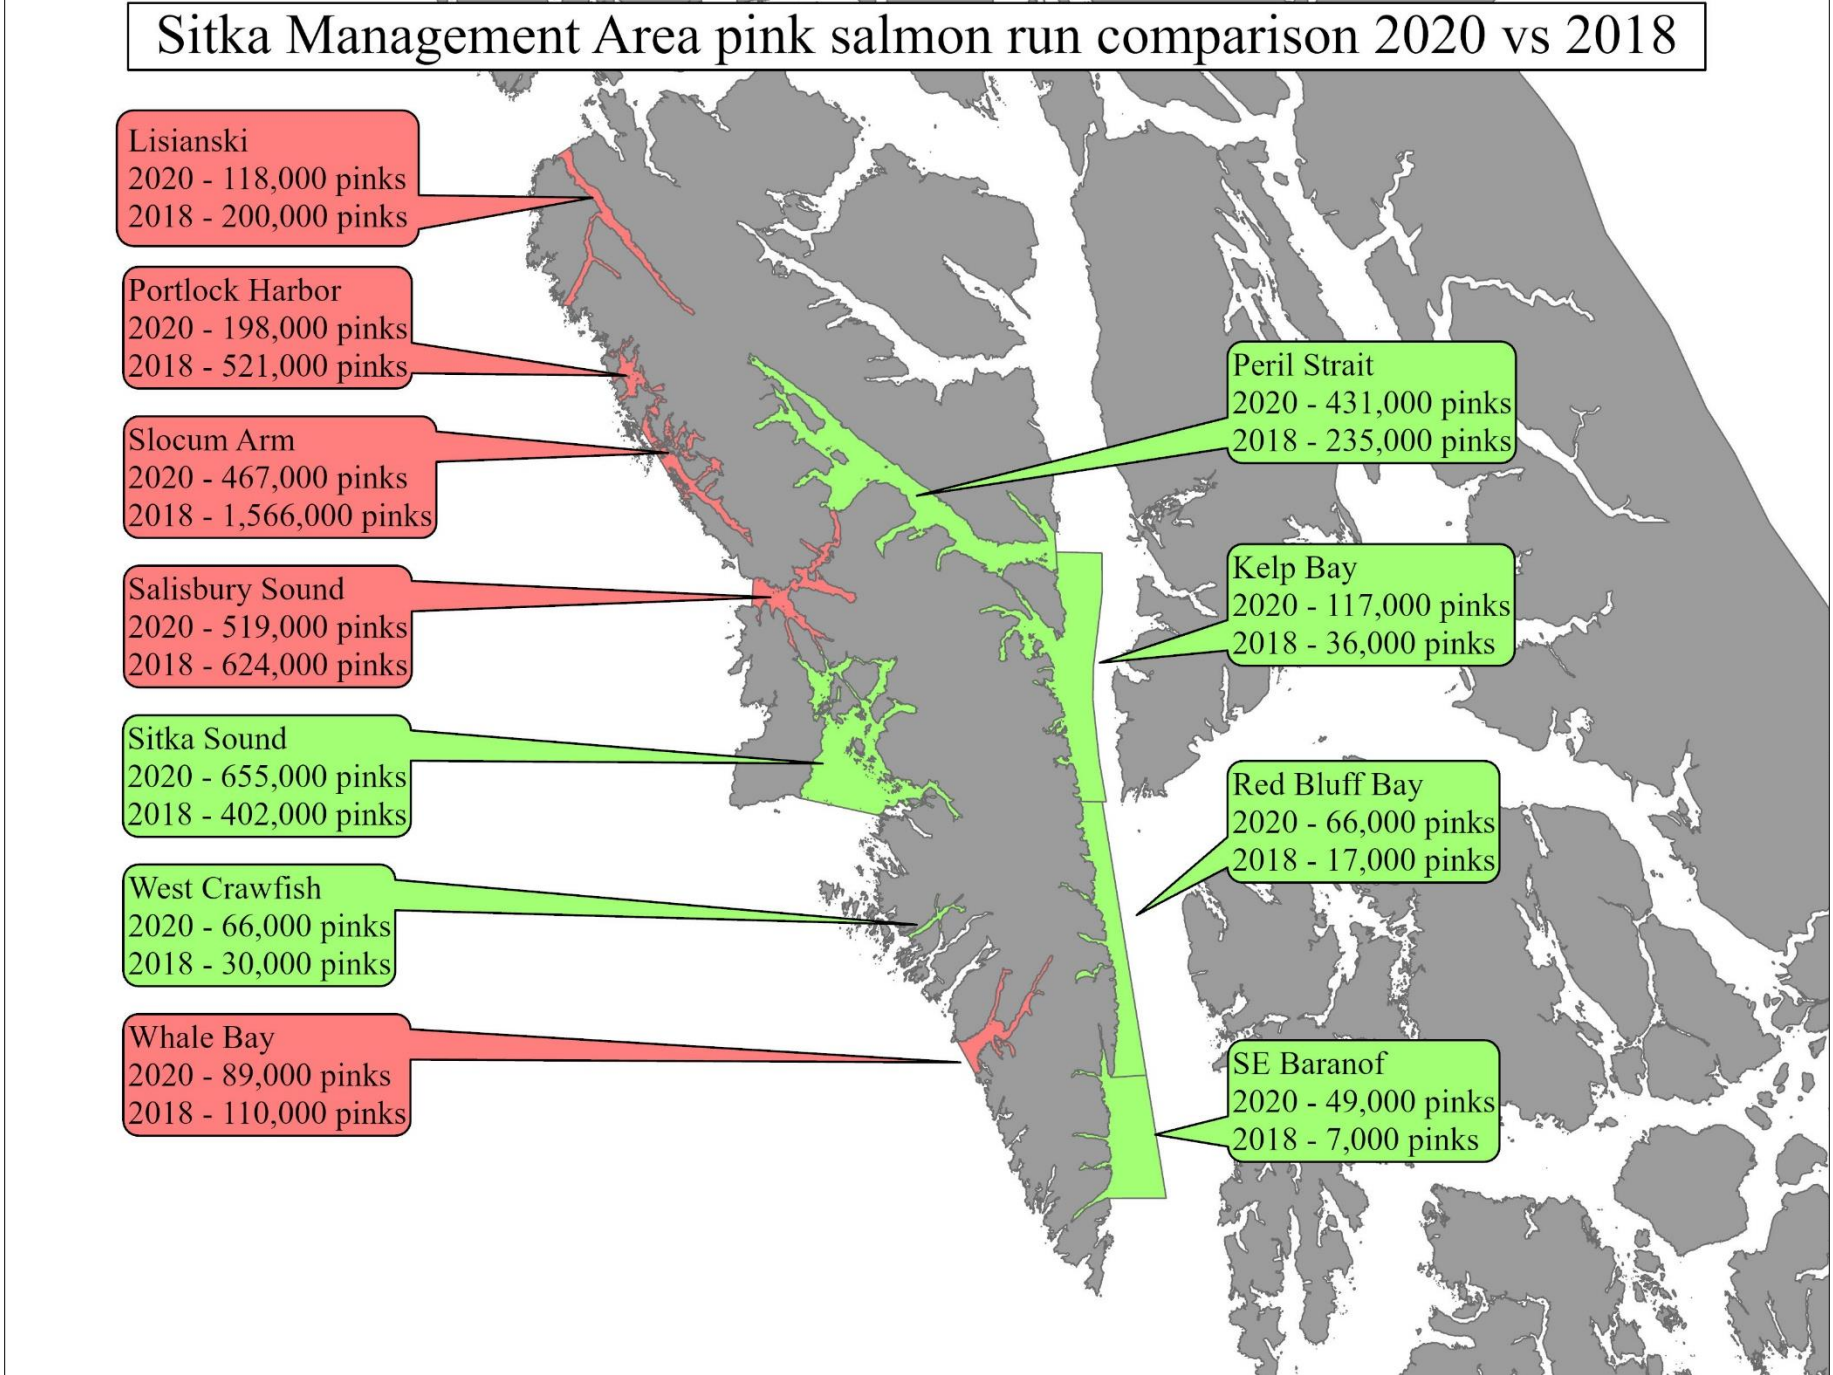 Sitka Management Area pink salmon run comparison 2020 vs 2018
Lisianski
2020 - 118,000 pinks
2018 - 200,000 pinks
Portlock Harbor
2020 - 198,000 pinks
2018 - 521,000 pinks
Slocum Arm
2020 - 467,000 pinks
2018 - 1,566,000 pinks
Salisbury Sound
2020 - 519,000 pinks
2018 - 624,000 pinks
Sitka Sound
2020 - 655,000 pinks
2018 - 402,000 pinks
West Crawfish
2020 - 66,000 pinks
2018 - 30,000 pinks
Whale Bay
2020 - 89,000 pinks
2018 - 110,000 pinks
Peril Strait
2020 - 431,000 pinks
2018 - 235,000 pinks
Kelp Bay
2020 - 117,000 pinks
2018 - 36,000 pinks
Red Bluff Bay
2020 - 66,000 pinks
2018 - 17,000 pinks
SE Baranof
2020 - 49,000 pinks
2018 - 7,000 pinks